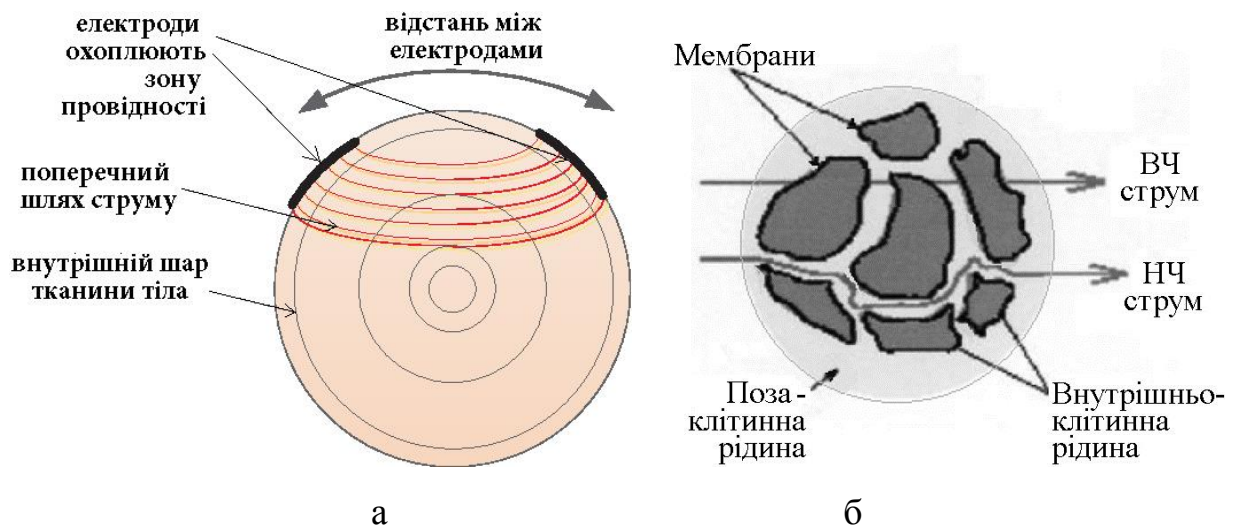 електроди
охоплюють
зону
провідності
відстань між
електродами
поперечний
шлях струму
внутрішній шар
тканини тіла
а
Мембрани
ВЧ
струм
НЧ
струм
Поза-
клітинна
рідина
Внутрішньо-
клітинна
рідина
б